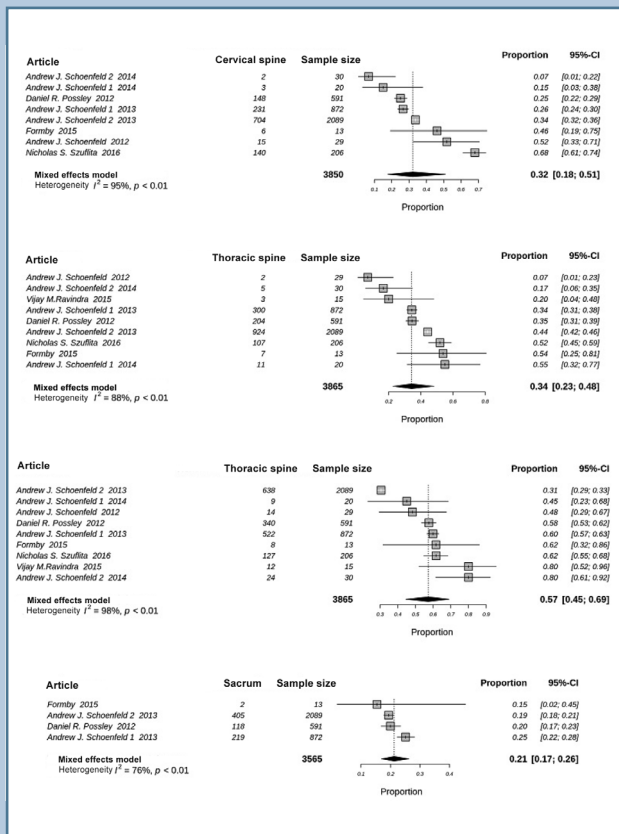 Article Cervical spine Sample size Proportion 95%-CI
Andrew J. Schoenfeld 2 2014 2 30 0.07 [0.01; 0.22]
Andrew J. Schoenfeld 1 2014 3 20 0.15 [0.03; 0.38]
Daniel R. Possley 2012 148 591 0.25 [0.22; 0.29]
Andrew J. Schoenfeld 1 2013 231 872 0.26 [0.24; 0.30]
Andrew J. Schoenfeld 2 2013 704 2089 0.34 [0.32; 0.36]
Formby 2015 6 13 0.46 [0.19; 0.75]
Andrew J. Schoenfeld 2012 15 29 0.52 [0.33; 0.71]
Nicholas S. Szuflita 2016 140 206 0.68 [0.61; 0.74]
Mixed effects model 3850 0.32 [0.18; 0.51]
Heterogeneity I² = 95%, p < 0.01
0.1 0.2 0.3 0.4 0.5 0.6 0.7
Proportion
Article Thoracic spine Sample size Proportion 95%-CI
Andrew J. Schoenfeld 2012 2 29 0.07 [0.01; 0.23]
Andrew J. Schoenfeld 2 2014 5 30 0.17 [0.06; 0.35]
Vijay M.Ravindra 2015 3 15 0.20 [0.04; 0.48]
Andrew J. Schoenfeld 1 2013 300 872 0.34 [0.31; 0.38]
Daniel R. Possley 2012 204 591 0.35 [0.31; 0.39]
Andrew J. Schoenfeld 2 2013 924 2089 0.44 [0.42; 0.46]
Nicholas S. Szuflita 2016 107 206 0.52 [0.45; 0.59]
Formby 2015 7 13 0.54 [0.25; 0.81]
Andrew J. Schoenfeld 1 2014 11 20 0.55 [0.32; 0.77]
Mixed effects model 3865 0.34 [0.23; 0.48]
Heterogeneity I² = 88%, p < 0.01
0.2 0.4 0.6 0.8
Proportion
Article Thoracic spine Sample size Proportion 95%-CI
Andrew J. Schoenfeld 2 2013 638 2089 0.31 [0.29; 0.33]
Andrew J. Schoenfeld 1 2014 9 20 0.45 [0.23; 0.68]
Andrew J. Schoenfeld 2012 14 29 0.48 [0.29; 0.67]
Daniel R. Possley 2012 340 591 0.58 [0.53; 0.62]
Andrew J. Schoenfeld 1 2013 522 872 0.60 [0.57; 0.63]
Formby 2015 8 13 0.62 [0.32; 0.86]
Nicholas S. Szuflita 2016 127 206 0.62 [0.55; 0.68]
Vijay M.Ravindra 2015 12 15 0.80 [0.52; 0.96]
Andrew J. Schoenfeld 2 2014 24 30 0.80 [0.61; 0.92]
Mixed effects model 3865 0.57 [0.45; 0.69]
Heterogeneity I² = 98%, p < 0.01
0.3 0.4 0.5 0.6 0.7 0.8 0.9
Proportion
Article Sacrum Sample size Proportion 95%-CI
Formby 2015 2 13 0.15 [0.02; 0.45]
Andrew J. Schoenfeld 2 2013 405 2089 0.19 [0.18; 0.21]
Daniel R. Possley 2012 118 591 0.20 [0.17; 0.23]
Andrew J. Schoenfeld 1 2013 219 872 0.25 [0.22; 0.28]
Mixed effects model 3565 0.21 [0.17; 0.26]
Heterogeneity I² = 76%, p < 0.01
0.1 0.2 0.3 0.4
Proportion